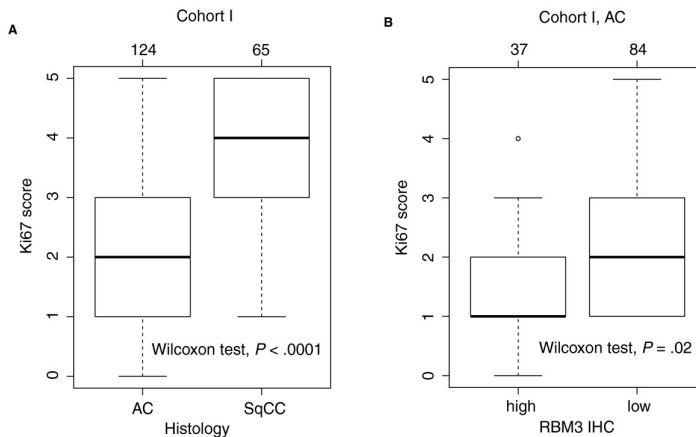 A
Cohort I
124 65
5
4
3
2
1
0
Ki67 score
Wilcoxon test, P < .0001
AC SqCC
Histology
B
Cohort I, AC
37 84
5
4
3
2
1
0
Ki67 score
Wilcoxon test, P = .02
high low
RBM3 IHC